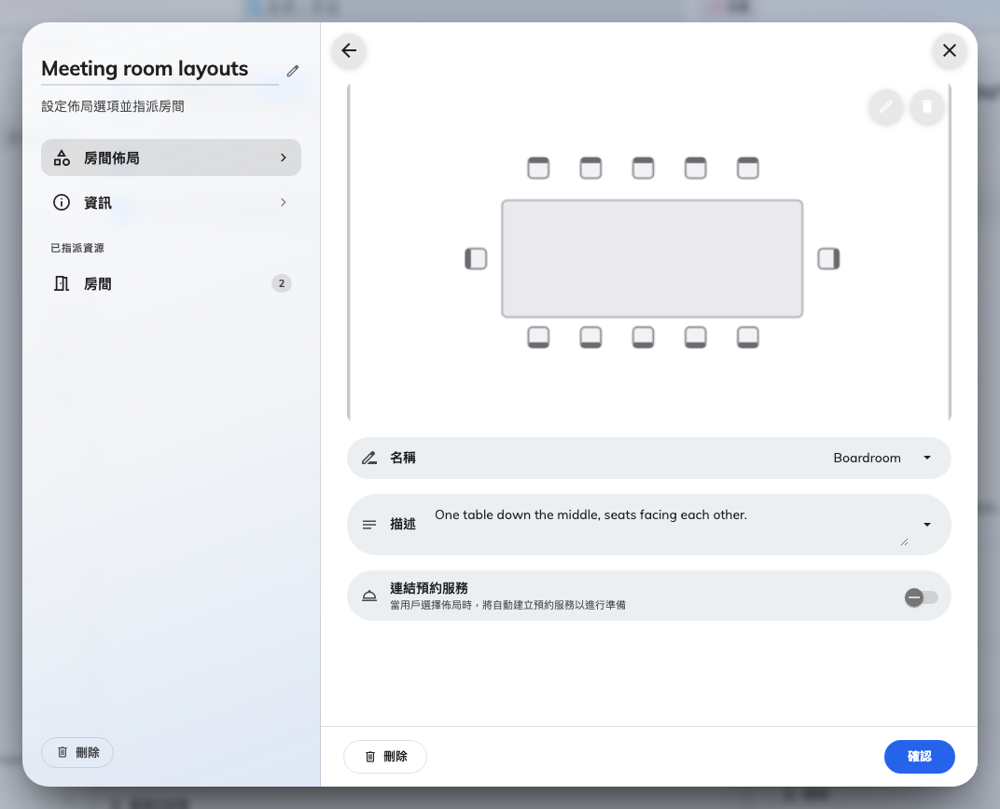 Meeting room layouts
設定佈局選項並指派房間
房間佈局
資訊
已指派資源
房間
2
刪除
名稱
Boardroom
描述
One table down the middle, seats facing each other.
連結預約服務
當用戶選擇佈局時，將自動建立預約服務以進行準備
刪除
確認